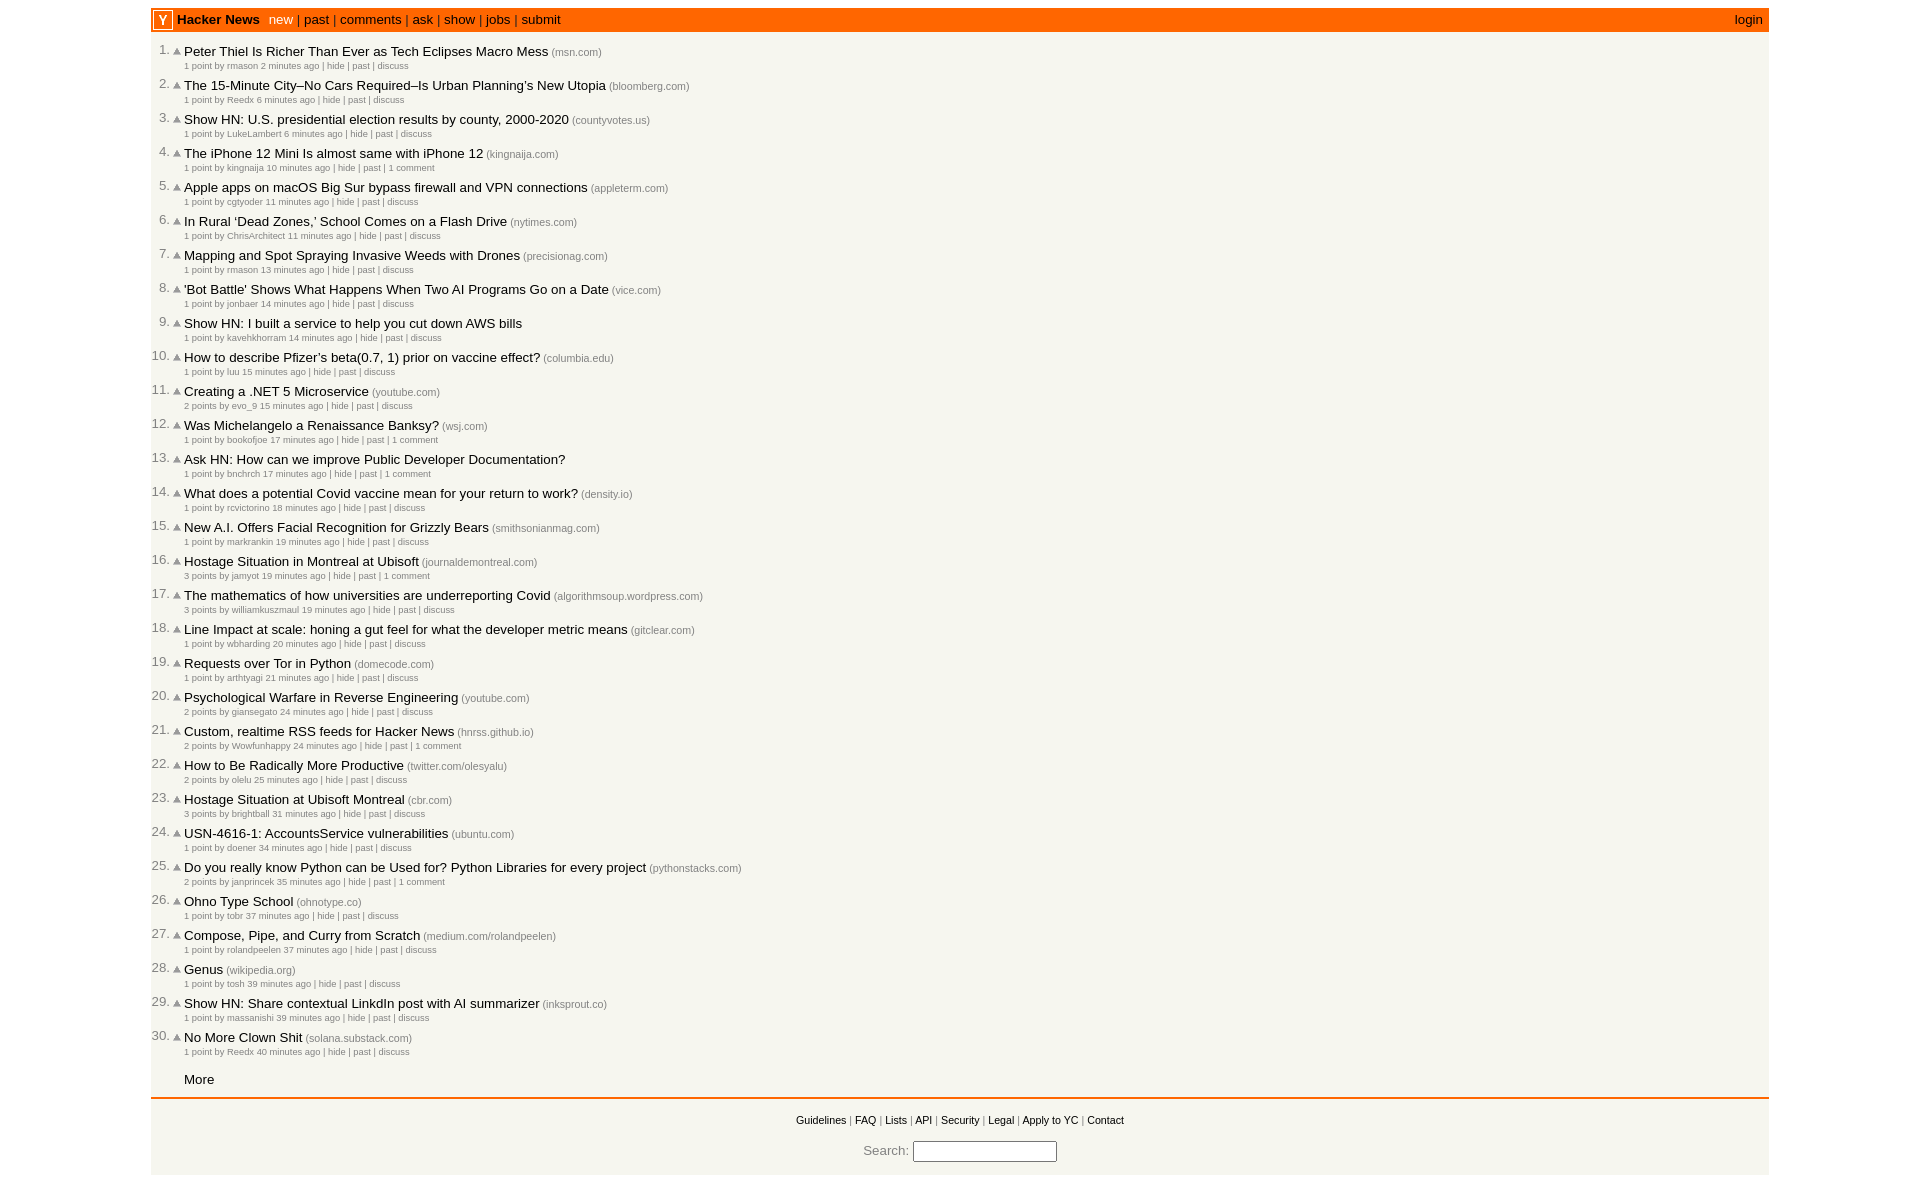 Y Hacker News new | past | comments | ask | show | jobs | submit login
1. Peter Thiel Is Richer Than Ever as Tech Eclipses Macro Mess (msn.com)
1 point by rmason 2 minutes ago | hide | past | discuss
2. The 15-Minute City–No Cars Required–Is Urban Planning’s New Utopia (bloomberg.com)
1 point by Reedx 6 minutes ago | hide | past | discuss
3. Show HN: U.S. presidential election results by county, 2000-2020 (countyvotes.us)
1 point by LukeLambert 6 minutes ago | hide | past | discuss
4. The iPhone 12 Mini Is almost same with iPhone 12 (kingnaija.com)
1 point by kingnaija 10 minutes ago | hide | past | 1 comment
5. Apple apps on macOS Big Sur bypass firewall and VPN connections (appleterm.com)
1 point by cgtyoder 11 minutes ago | hide | past | discuss
6. In Rural ‘Dead Zones,’ School Comes on a Flash Drive (nytimes.com)
1 point by ChrisArchitect 11 minutes ago | hide | past | discuss
7. Mapping and Spot Spraying Invasive Weeds with Drones (precisionag.com)
1 point by rmason 13 minutes ago | hide | past | discuss
8. 'Bot Battle' Shows What Happens When Two AI Programs Go on a Date (vice.com)
1 point by jonbaer 14 minutes ago | hide | past | discuss
9. Show HN: I built a service to help you cut down AWS bills
1 point by kavehkhorram 14 minutes ago | hide | past | discuss
10. How to describe Pfizer’s beta(0.7, 1) prior on vaccine effect? (columbia.edu)
1 point by luu 15 minutes ago | hide | past | discuss
11. Creating a .NET 5 Microservice (youtube.com)
2 points by evo_9 15 minutes ago | hide | past | discuss
12. Was Michelangelo a Renaissance Banksy? (wsj.com)
1 point by bookofjoe 17 minutes ago | hide | past | 1 comment
13. Ask HN: How can we improve Public Developer Documentation?
1 point by bnchrch 17 minutes ago | hide | past | 1 comment
14. What does a potential Covid vaccine mean for your return to work? (density.io)
1 point by rcvictorino 18 minutes ago | hide | past | discuss
15. New A.I. Offers Facial Recognition for Grizzly Bears (smithsonianmag.com)
1 point by markrankin 19 minutes ago | hide | past | discuss
16. Hostage Situation in Montreal at Ubisoft (journaldemontreal.com)
3 points by jamyot 19 minutes ago | hide | past | 1 comment
17. The mathematics of how universities are underreporting Covid (algorithmsoup.wordpress.com)
3 points by williamkuszmaul 19 minutes ago | hide | past | discuss
18. Line Impact at scale: honing a gut feel for what the developer metric means (gitclear.com)
1 point by wbharding 20 minutes ago | hide | past | discuss
19. Requests over Tor in Python (domecode.com)
1 point by arthtyagi 21 minutes ago | hide | past | discuss
20. Psychological Warfare in Reverse Engineering (youtube.com)
2 points by giansegato 24 minutes ago | hide | past | discuss
21. Custom, realtime RSS feeds for Hacker News (hnrss.github.io)
2 points by Wowfunhappy 24 minutes ago | hide | past | 1 comment
22. How to Be Radically More Productive (twitter.com/olesyalu)
2 points by olelu 25 minutes ago | hide | past | discuss
23. Hostage Situation at Ubisoft Montreal (cbr.com)
3 points by brightball 31 minutes ago | hide | past | discuss
24. USN-4616-1: AccountsService vulnerabilities (ubuntu.com)
1 point by doener 34 minutes ago | hide | past | discuss
25. Do you really know Python can be Used for? Python Libraries for every project (pythonstacks.com)
2 points by janprincek 35 minutes ago | hide | past | 1 comment
26. Ohno Type School (ohnotype.co)
1 point by tobr 37 minutes ago | hide | past | discuss
27. Compose, Pipe, and Curry from Scratch (medium.com/rolandpeelen)
1 point by rolandpeelen 37 minutes ago | hide | past | discuss
28. Genus (wikipedia.org)
1 point by tosh 39 minutes ago | hide | past | discuss
29. Show HN: Share contextual LinkdIn post with AI summarizer (inksprout.co)
1 point by massanishi 39 minutes ago | hide | past | discuss
30. No More Clown Shit (solana.substack.com)
1 point by Reedx 40 minutes ago | hide | past | discuss
More
Guidelines | FAQ | Lists | API | Security | Legal | Apply to YC | Contact
Search: